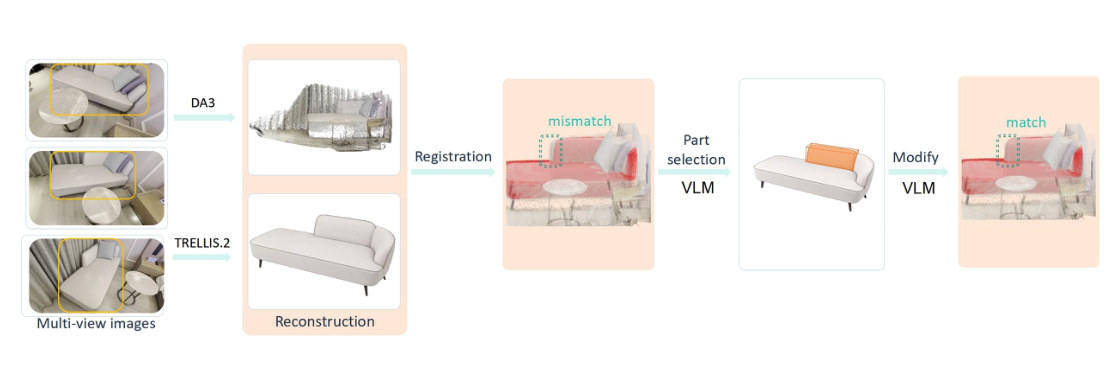 DA3
TRELLIS.2
Multi-view images
Reconstruction
Registration
mismatch
Part
selection
VLM
Modify
VLM
match